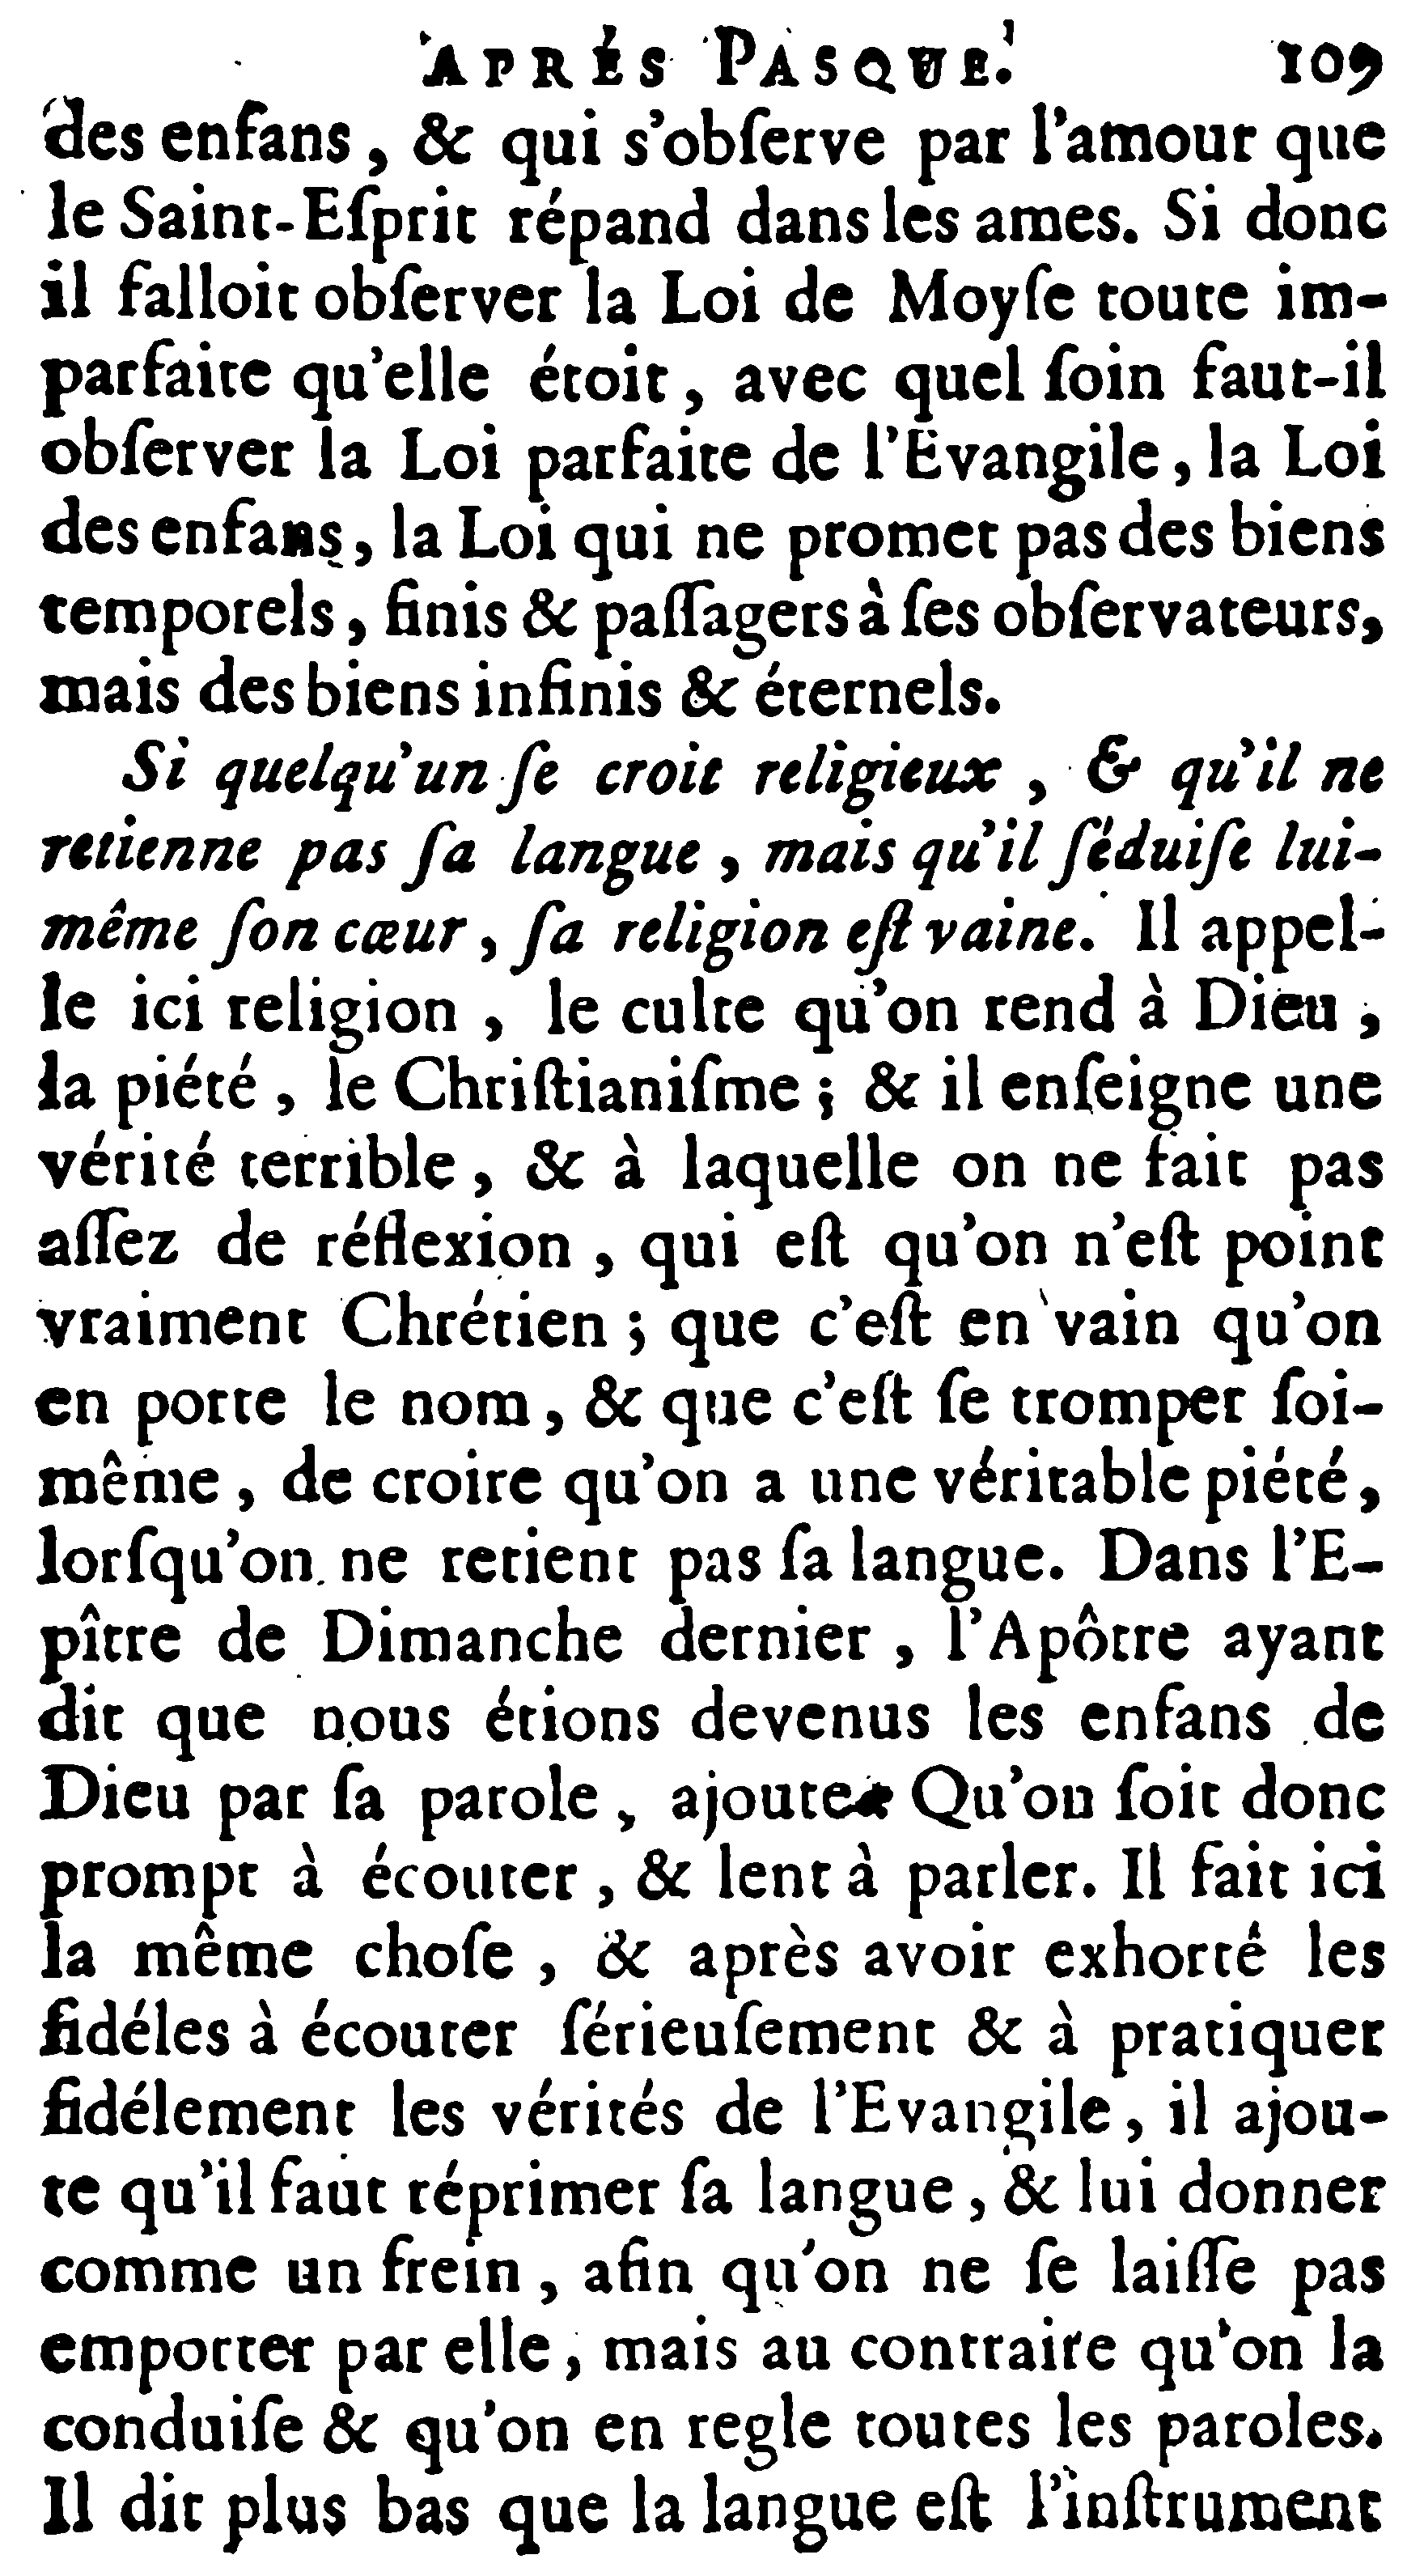 APRÉS PASQUE. 109
des enfans, & qui s'obſerve par l'amour que
le Saint-Eſprit répand dans les ames. Si donc
il falloit obſerver la Loi de Moyſe toute im-
parfaite qu'elle étoit, avec quel ſoin faut-il
obſerver la Loi parfaite de l'Evangile, la Loi
des enfans, la Loi qui ne promet pas des biens
temporels, finis & paſſagers à ſes obſervateurs,
mais des biens infinis & éternels.
Si quelqu'un ſe croit religieux, & qu'il ne
retienne pas ſa langue, mais qu'il ſéduiſe lui-
même ſon cœur, ſa religion eſt vaine. Il appel-
le ici religion, le culte qu'on rend à Dieu,
la piété, le Chriſtianiſme; & il enſeigne une
vérité terrible, & à laquelle on ne fait pas
aſſez de réflexion, qui eſt qu'on n'eſt point
vraiment Chrétien; que c'eſt en vain qu'on
en porte le nom, & que c'eſt ſe tromper ſoi-
même, de croire qu'on a une véritable piété,
lorſqu'on ne retient pas ſa langue. Dans l'E-
pître de Dimanche dernier, l'Apôtre ayant
dit que nous étions devenus les enfans de
Dieu par ſa parole, ajoute Qu'on ſoit donc
prompt à écouter, & lent à parler. Il fait ici
la même choſe, & après avoir exhorté les
fidéles à écouter ſérieuſement & à pratiquer
fidélement les vérités de l'Evangile, il ajou-
te qu'il faut réprimer ſa langue, & lui donner
comme un frein, afin qu'on ne ſe laiſſe pas
emporter par elle, mais au contraire qu'on la
conduiſe & qu'on en regle toutes les paroles.
Il dit plus bas que la langue eſt l'inſtrument